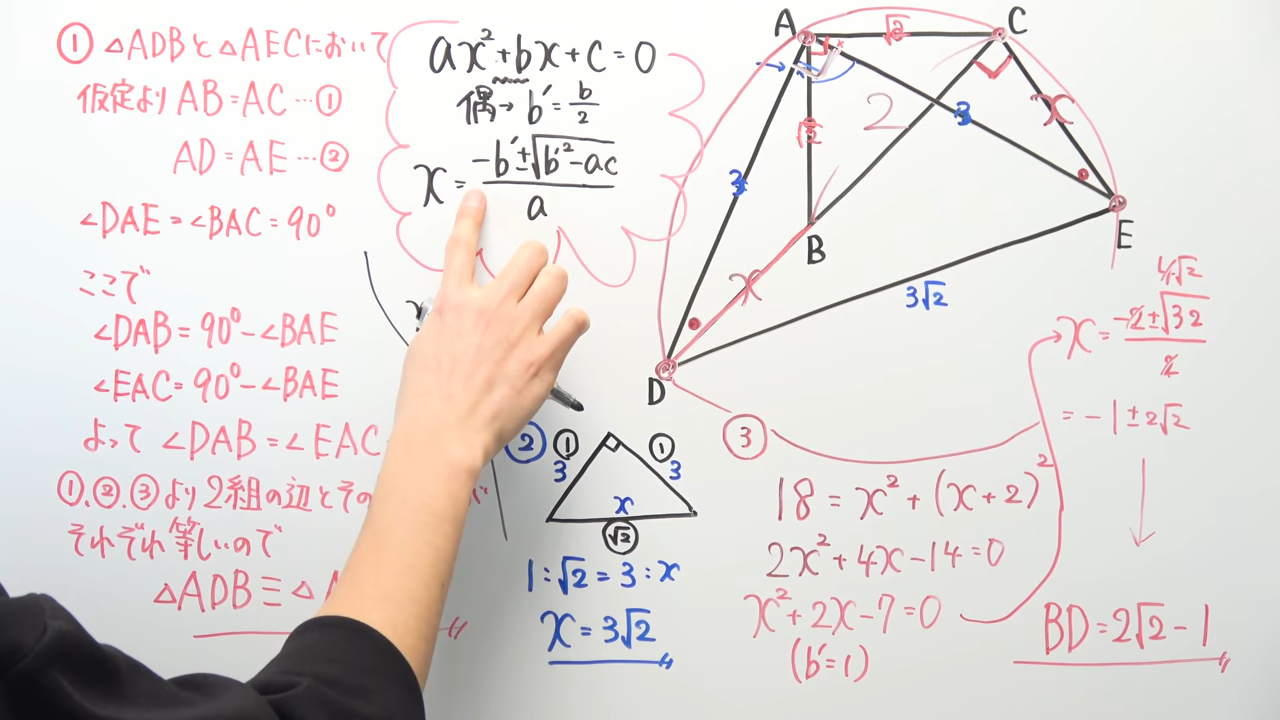 ① △ADBと△AECにおいて
仮定より AB=AC…①
AD=AE…②
∠DAE=∠BAC=90°
ここで
∠DAB=90°-∠BAE
∠EAC=90°-∠BAE
よって ∠DAB=∠EAC
①.②.③より2組の辺とその
それぞれ等しいので
△ADB≡△A
ax²+bx+c=0
偶→ b'=b/2
x=(-b'±√(b'²-ac))/a
A
√2
C
√2
2
3
x
3
B
E
x
3√2
D
②
①
3
①
3
x
√2
1:√2=3:x
x=3√2
③
18=x²+(x+2)²
2x²+4x-14=0
x²+2x-7=0
(b'=1)
4√2
x=(-2±√32)/2
=-1±2√2
BD=2√2-1